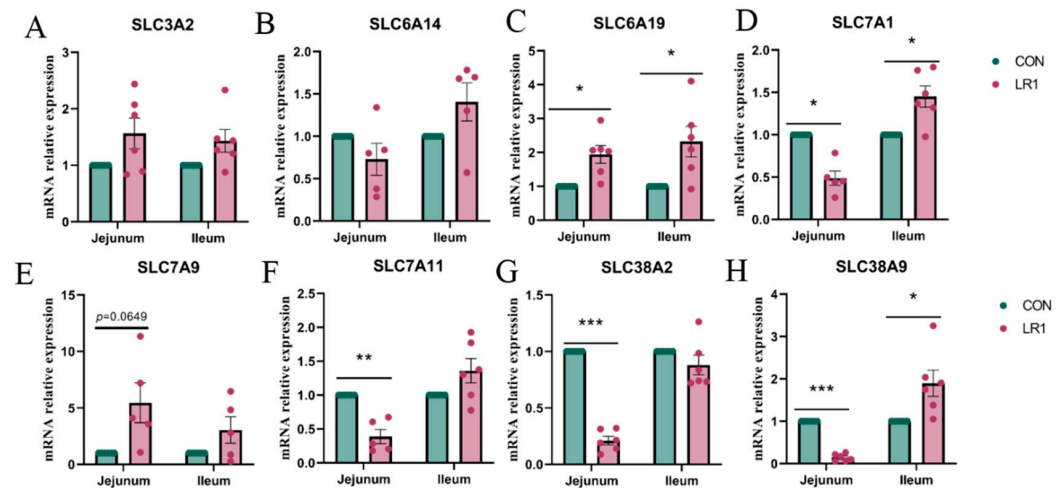 A
SLC3A2
mRNA relative expression
3
2
1
0
Jejunum Ileum
B
SLC6A14
mRNA relative expression
2.0
1.5
1.0
0.5
0.0
Jejunum Ileum
C
SLC6A19
mRNA relative expression
5
4
3
2
1
0
* *
Jejunum Ileum
D
SLC7A1
mRNA relative expression
2.0
1.5
1.0
0.5
0.0
* *
Jejunum Ileum
CON
LR1
E
SLC7A9
mRNA relative expression
15
10
5
0
p=0.0649
Jejunum Ileum
F
SLC7A11
mRNA relative expression
2.5
2.0
1.5
1.0
0.5
0.0
**
Jejunum Ileum
G
SLC38A2
mRNA relative expression
1.5
1.0
0.5
0.0
***
Jejunum Ileum
H
SLC38A9
mRNA relative expression
4
3
2
1
0
*** *
Jejunum Ileum
CON
LR1